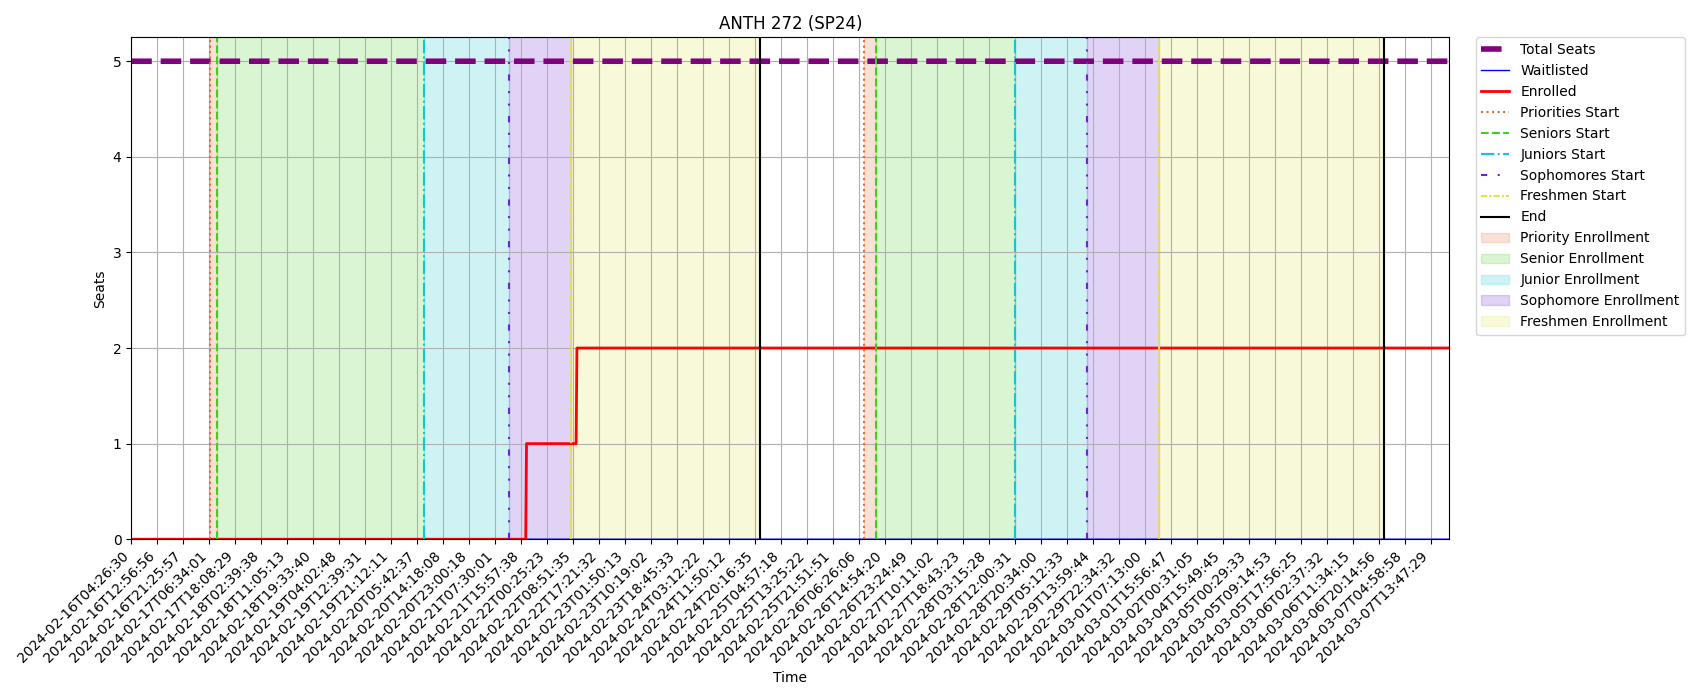 ANTH 272 (SP24)
Seats
5
4
3
2
1
0
2024-02-16T04:26:30
2024-02-16T12:56:56
2024-02-16T21:25:57
2024-02-17T06:34:01
2024-02-17T18:08:29
2024-02-18T02:39:38
2024-02-18T11:05:13
2024-02-18T19:33:40
2024-02-19T04:02:48
2024-02-19T12:39:31
2024-02-19T21:12:11
2024-02-20T05:42:37
2024-02-20T14:18:08
2024-02-20T23:00:18
2024-02-21T07:30:01
2024-02-21T15:57:38
2024-02-22T00:25:23
2024-02-22T08:51:35
2024-02-22T17:21:32
2024-02-23T01:50:13
2024-02-23T10:19:02
2024-02-23T18:45:33
2024-02-24T03:12:22
2024-02-24T11:50:12
2024-02-24T20:16:35
2024-02-25T04:57:18
2024-02-25T13:25:22
2024-02-25T21:51:51
2024-02-26T06:26:06
2024-02-26T14:54:20
2024-02-26T23:24:49
2024-02-27T10:11:02
2024-02-27T18:43:23
2024-02-28T03:15:28
2024-02-28T12:00:31
2024-02-28T20:34:00
2024-02-29T05:12:33
2024-02-29T13:59:44
2024-02-29T22:34:32
2024-03-01T07:13:00
2024-03-01T15:56:47
2024-03-02T00:31:05
2024-03-04T15:49:45
2024-03-05T00:29:33
2024-03-05T09:14:53
2024-03-05T17:56:25
2024-03-06T02:37:32
2024-03-06T11:34:15
2024-03-06T20:14:56
2024-03-07T04:58:58
2024-03-07T13:47:29
Time
Total Seats
Waitlisted
Enrolled
Priorities Start
Seniors Start
Juniors Start
Sophomores Start
Freshmen Start
End
Priority Enrollment
Senior Enrollment
Junior Enrollment
Sophomore Enrollment
Freshmen Enrollment